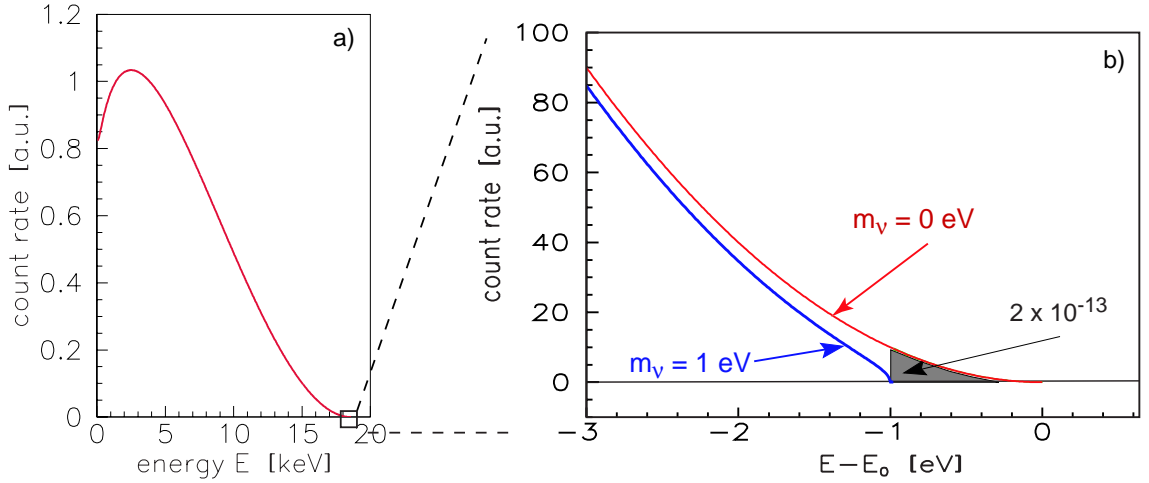 a)
1.2
1
0.8
0.6
0.4
0.2
0
0 5 10 15 20
count rate [a.u.]
energy E [keV]
b)
100
80
60
40
20
0
−3 −2 −1 0
count rate [a.u.]
E−E₀ [eV]
mᵥ = 0 eV
2 x 10⁻¹³
mᵥ = 1 eV